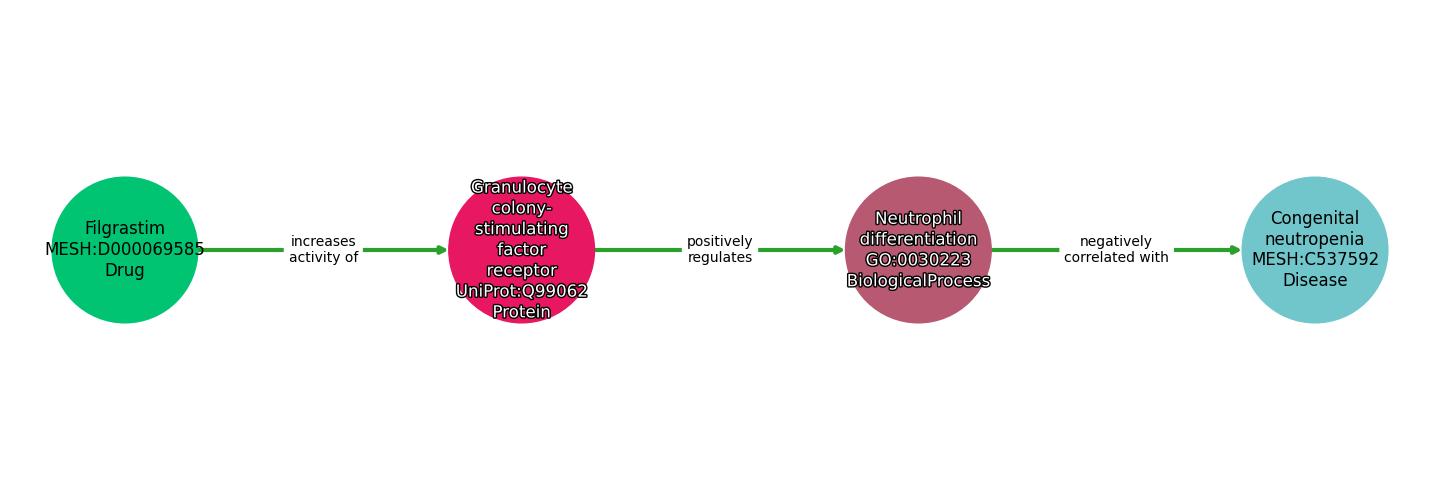 Filgrastim
MESH:D000069585
Drug
increases
activity of
Granulocyte
colony-
stimulating
factor
receptor
UniProt:Q99062
Protein
positively
regulates
Neutrophil
differentiation
GO:0030223
BiologicalProcess
negatively
correlated with
Congenital
neutropenia
MESH:C537592
Disease